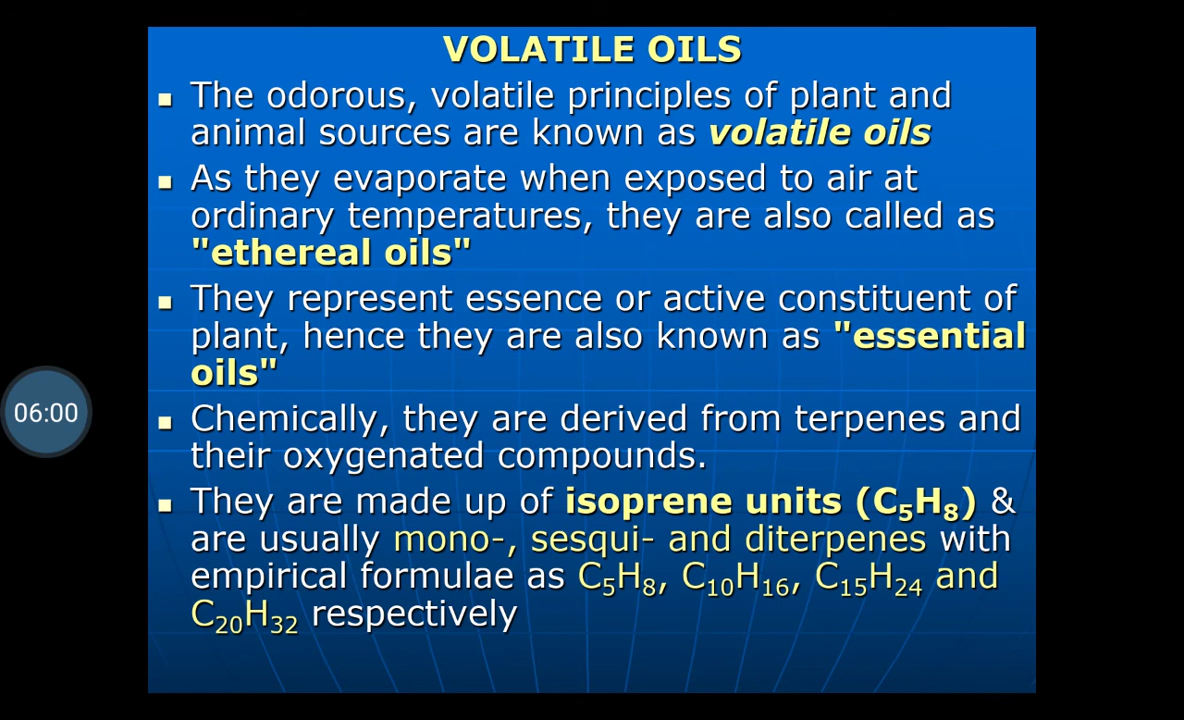 VOLATILE OILS
The odorous, volatile principles of plant and
animal sources are known as volatile oils
As they evaporate when exposed to air at
ordinary temperatures, they are also called as
"ethereal oils"
They represent essence or active constituent of
plant, hence they are also known as "essential
oils"
06:00
Chemically, they are derived from terpenes and
their oxygenated compounds.
They are made up of isoprene units (C₅H₈) &
are usually mono-, sesqui- and diterpenes with
empirical formulae as C₅H₈, C₁₀H₁₆, C₁₅H₂₄ and
C₂₀H₃₂ respectively